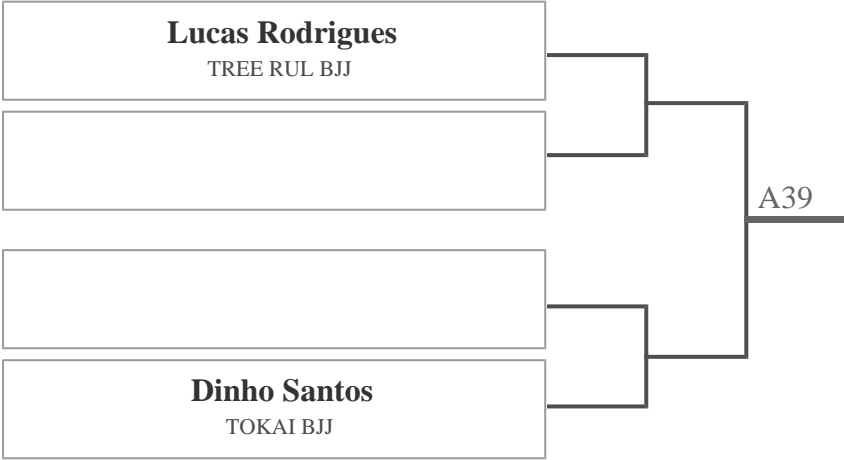 Lucas Rodrigues
TREE RUL BJJ
A39
Dinho Santos
TOKAI BJJ